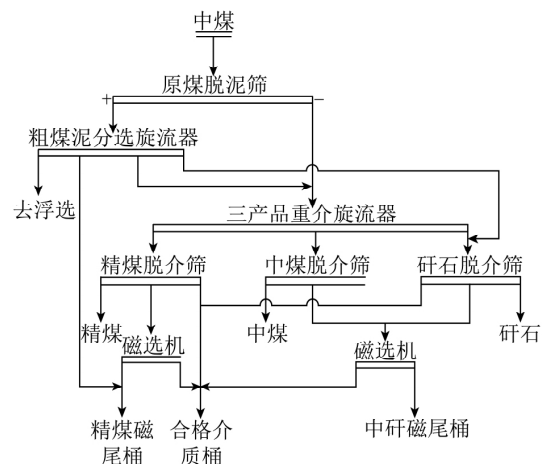 中煤
原煤脱泥筛
+
−
粗煤泥分选旋流器
去浮选
三产品重介旋流器
精煤脱介筛
中煤脱介筛
矸石脱介筛
精煤
磁选机
中煤
磁选机
矸石
精煤磁
尾桶
合格介
质桶
中矸磁尾桶